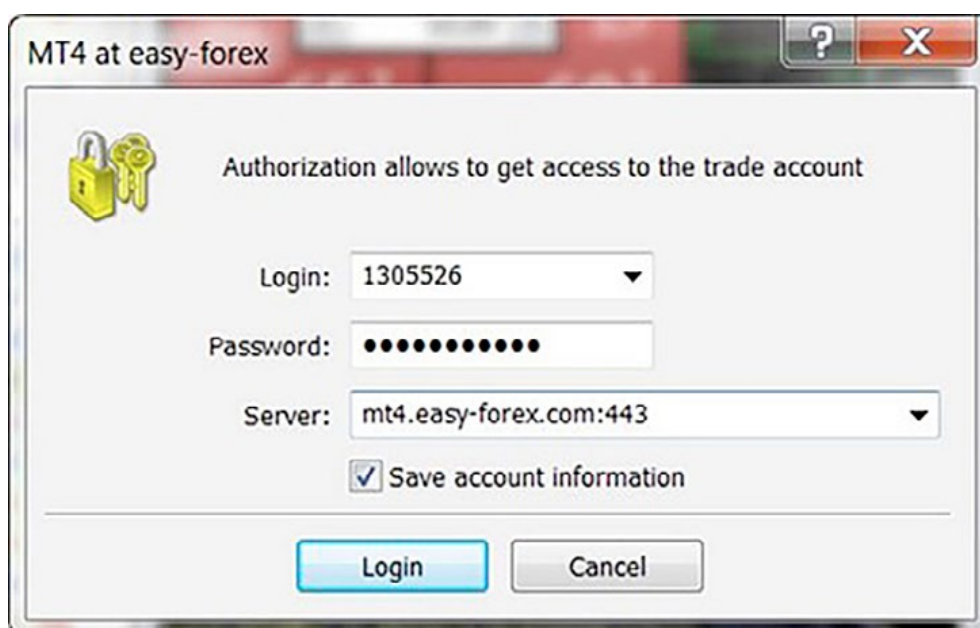 MT4 at easy-forex
Authorization allows to get access to the trade account
Login: 1305526
Password: ●●●●●●●●●●●
Server: mt4.easy-forex.com:443
Save account information
Login Cancel